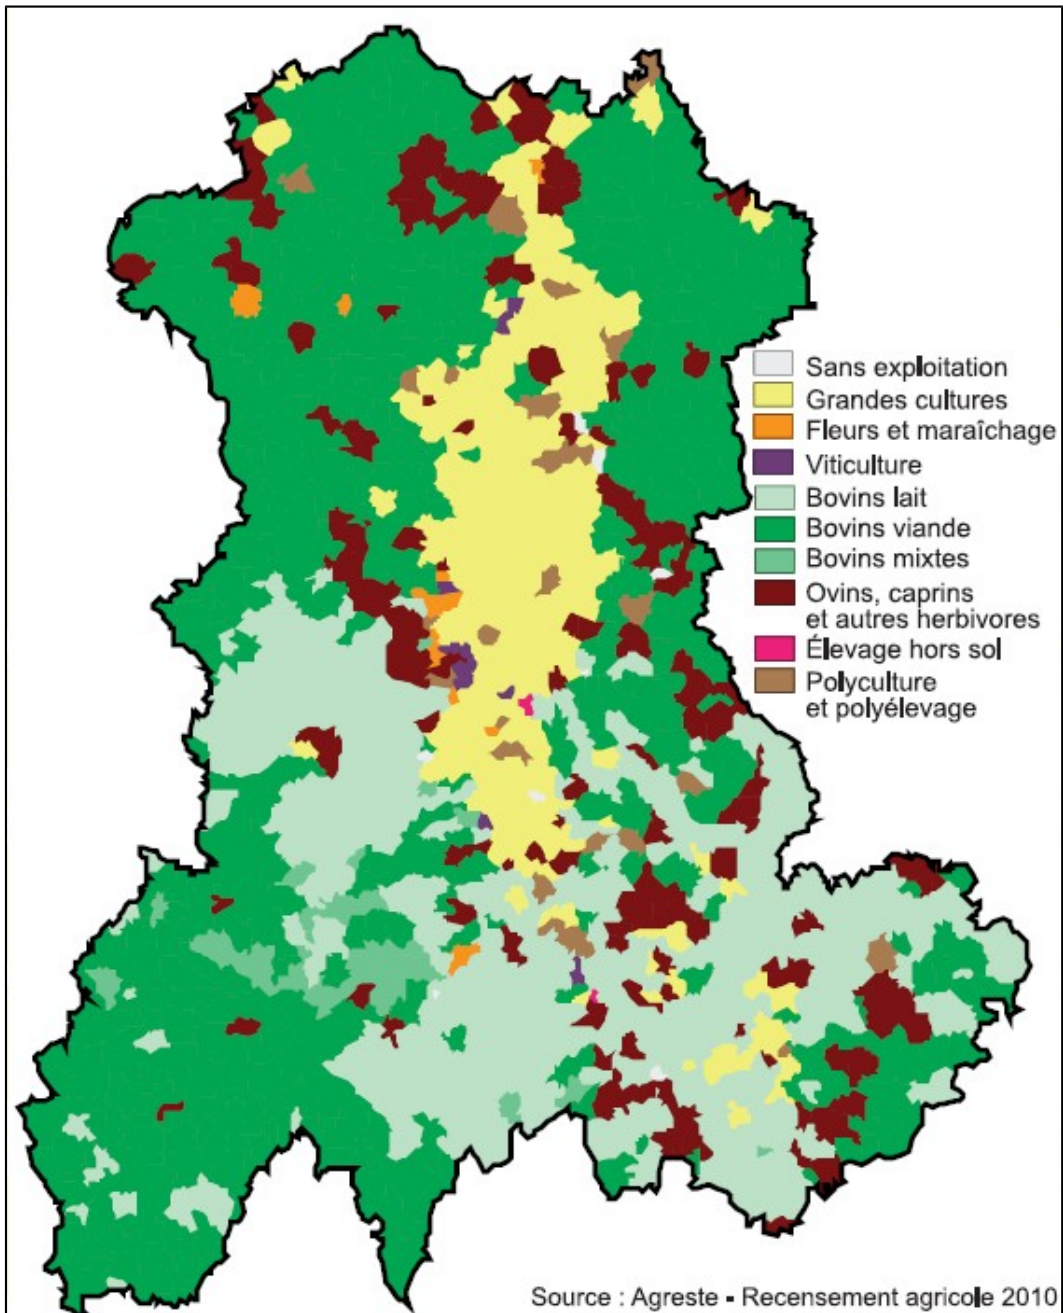 Sans exploitation
Grandes cultures
Fleurs et maraîchage
Viticulture
Bovins lait
Bovins viande
Bovins mixtes
Ovins, caprins
et autres herbivores
Élevage hors sol
Polyculture
et polyélevage
Source : Agreste - Recensement agricole 2010